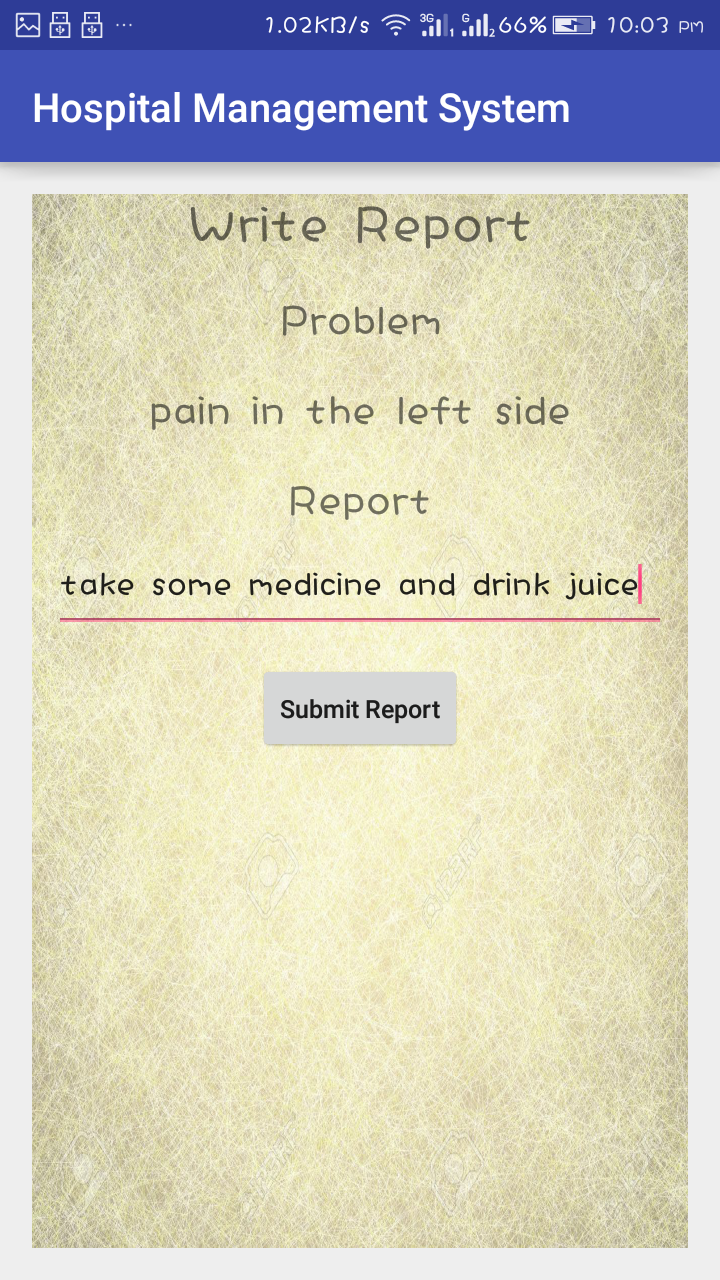 1.02KB/s 3G 1 G 2 66% 10:03 PM
Hospital Management System
Write Report
Problem
pain in the left side
Report
take some medicine and drink juice
Submit Report
123RF